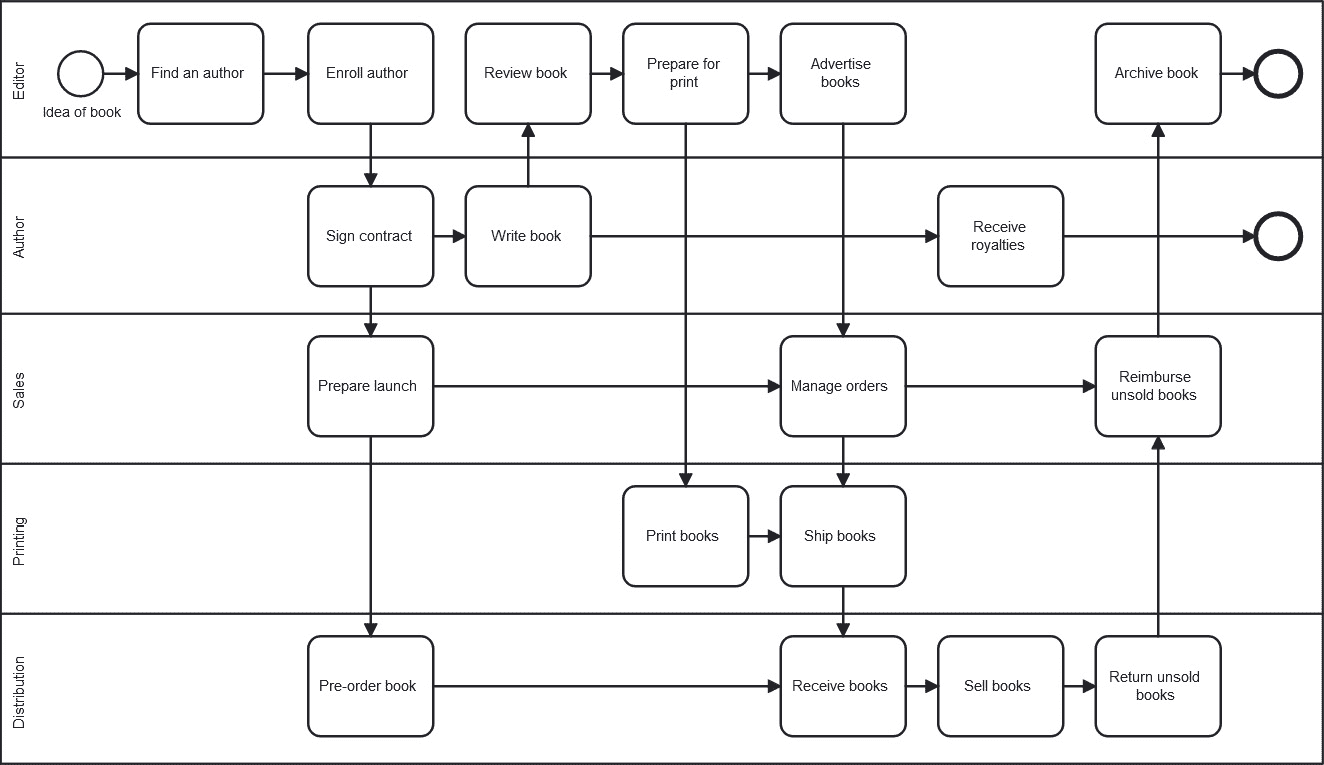 Editor
Idea of book
Find an author
Enroll author
Review book
Prepare for
print
Advertise
books
Archive book
Author
Sign contract
Write book
Receive
royalties
Sales
Prepare launch
Manage orders
Reimburse
unsold books
Printing
Print books
Ship books
Distribution
Pre-order book
Receive books
Sell books
Return unsold
books